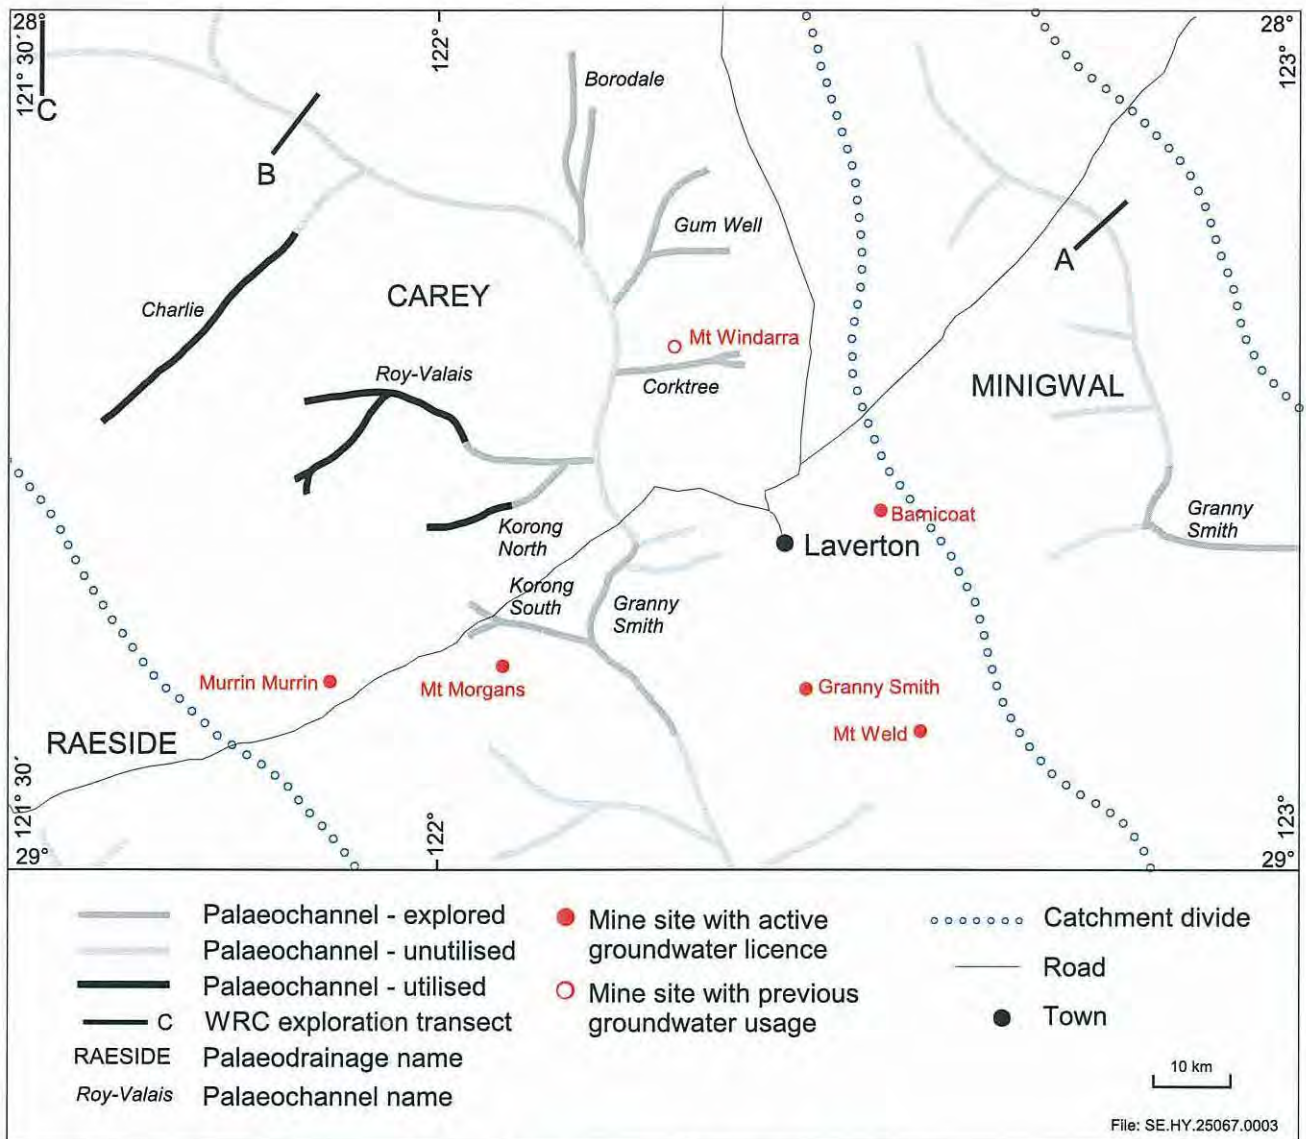 28°
121° 30´
C
122°
28°
123°
Borodale
B
Gum Well
A
CAREY
Charlie
Mt Windarra
Roy-Valais
Corktree
MINIGWAL
Barnicoat
Granny
Smith
Korong
North
Laverton
Korong
South
Granny
Smith
Murrin Murrin
Mt Morgans
Granny Smith
Mt Weld
RAESIDE
121° 30´
29°
122°
123°
29°
Palaeochannel - explored
Palaeochannel - unutilised
Palaeochannel - utilised
C WRC exploration transect
RAESIDE Palaeodrainage name
Roy-Valais Palaeochannel name
Mine site with active
groundwater licence
Mine site with previous
groundwater usage
Catchment divide
Road
Town
10 km
File: SE.HY.25067.0003